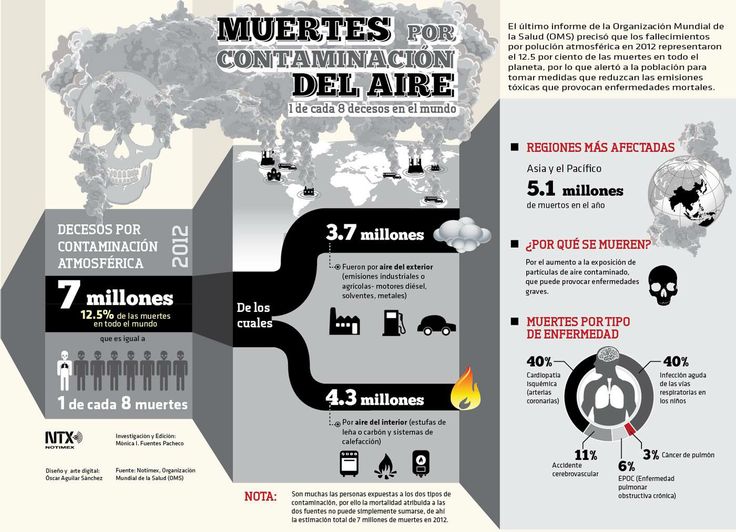 MUERTES POR
CONTAMINACIÓN
DEL AIRE
1 de cada 8 decesos en el mundo
El último informe de la Organización Mundial de
la Salud (OMS) precisó que los fallecimientos
por polución atmosférica en 2012 representaron
el 12.5 por ciento de las muertes en todo el
planeta, por lo que alertó a la población para
tomar medidas que reduzcan las emisiones
tóxicas que provocan enfermedades mortales.
DECESOS POR
CONTAMINACIÓN
ATMOSFÉRICA
2012
7 millones
12.5% de las muertes
en todo el mundo
que es igual a
1 de cada 8 muertes
De los
cuales
3.7 millones
Fueron por aire del exterior
(emisiones industriales o
agrícolas- motores diésel,
solventes, metales)
4.3 millones
Por aire del interior (estufas de
leña o carbón y sistemas de
calefacción)
REGIONES MÁS AFECTADAS
Asia y el Pacífico
5.1 millones
de muertos en el año
¿POR QUÉ SE MUEREN?
Por el aumento a la exposición de
partículas de aire contaminado,
que puede provocar enfermedades
graves.
MUERTES POR TIPO
DE ENFERMEDAD
40%
Cardiopatía
isquémica
(arterias
coronarias)
40%
Infección aguda
de las vías
respiratorias en
los niños
11%
Accidente
cerebrovascular
6%
EPOC (Enfermedad
pulmonar
obstructiva crónica)
3% Cáncer de pulmón
NTX
NOTIMEX
Investigación y Edición:
Mónica I. Fuentes Pacheco
Diseño y arte digital:
Óscar Aguilar Sánchez
Fuente: Notimex, Organización
Mundial de la Salud (OMS)
NOTA:
Son muchas las personas expuestas a los dos tipos de
contaminación, por ello la mortalidad atribuida a las
dos fuentes no puede simplemente sumarse, de ahí
la estimación total de 7 millones de muertes en 2012.